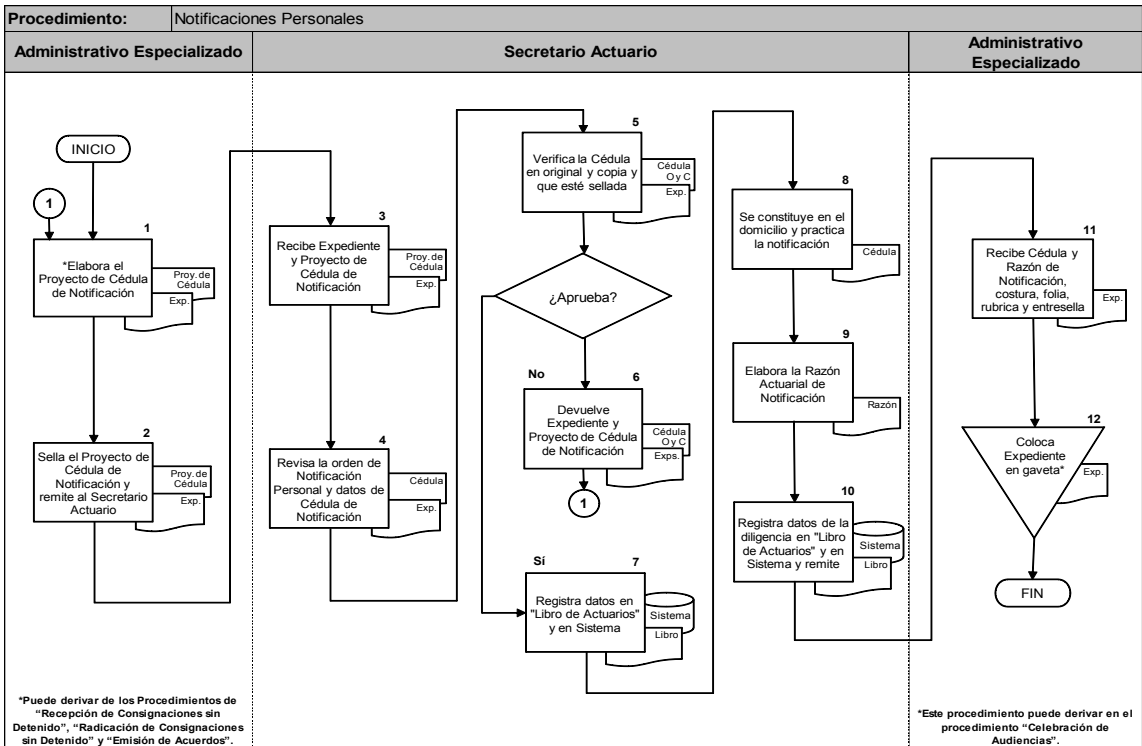 Procedimiento: Notificaciones Personales
Administrativo Especializado
Secretario Actuario
Administrativo
Especializado
INICIO
1
1
*Elabora el
Proyecto de Cédula
de Notificación
Proy. de
Cédula
Exp.
2
Sella el Proyecto de
Cédula de
Notificación y
remite al Secretario
Actuario
Proy. de
Cédula
Exp.
*Puede derivar de los Procedimientos de
“Recepción de Consignaciones sin
Detenido”, “Radicación de Consignaciones
sin Detenido” y “Emisión de Acuerdos”.
3
Recibe Expediente
y Proyecto de
Cédula de
Notificación
Proy. de
Cédula
Exp.
4
Revisa la orden de
Notificación
Personal y datos de
Cédula de
Notificación
Cédula
Exp.
5
Verifica la Cédula
en original y copia y
que esté sellada
Cédula
O y C
Exp.
¿Aprueba?
No
6
Devuelve
Expediente y
Proyecto de Cédula
de Notificación
Cédula
O y C
Exps.
1
Sí
7
Registra datos en
"Libro de Actuarios"
y en Sistema
Sistema
Libro
8
Se constituye en el
domicilio y practica
la notificación
Cédula
9
Elabora la Razón
Actuarial de
Notificación
Razón
10
Registra datos de la
diligencia en "Libro
de Actuarios" y en
Sistema y remite
Sistema
Libro
11
Recibe Cédula y
Razón de
Notificación,
costura, folia,
rubrica y entresella
Exp.
12
Coloca
Expediente
en gaveta*
Exp.
FIN
*Este procedimiento puede derivar en el
procedimiento “Celebración de
Audiencias”.